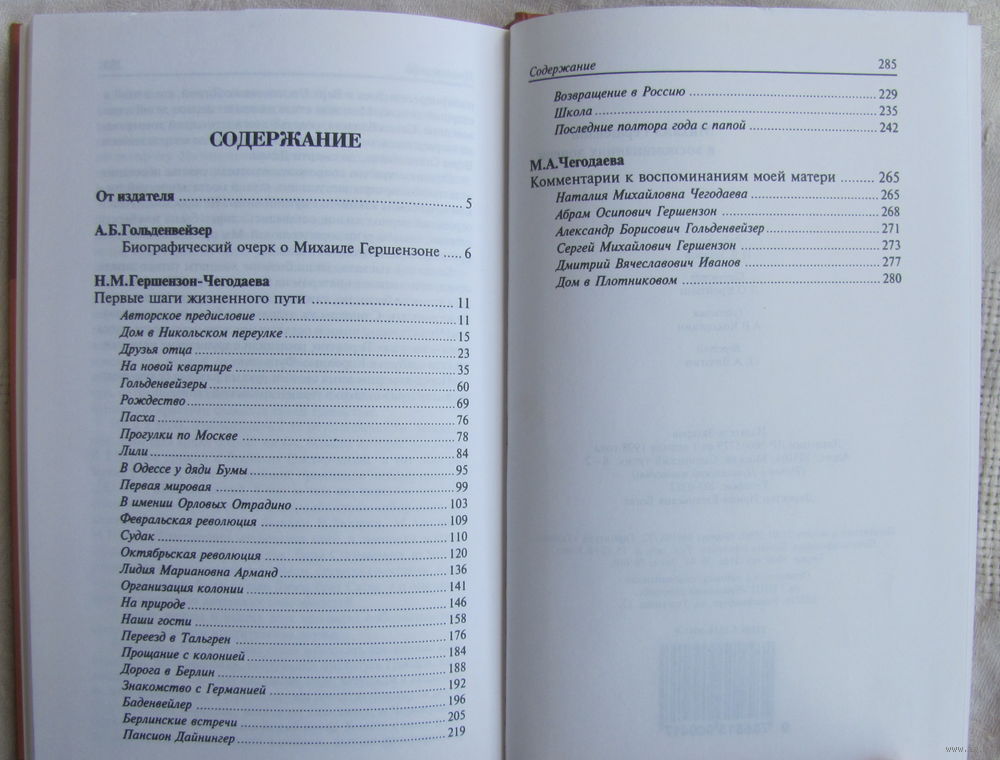 СОДЕРЖАНИЕ
От издателя ........ 5
А.Б.Гольденвейзер
Биографический очерк о Михаиле Гершензоне ..... 6
Н.М.Гершензон-Чегодаева
Первые шаги жизненного пути ........ 11
Авторское предисловие ........ 11
Дом в Никольском переулке ........ 15
Друзья отца ........ 23
На новой квартире ........ 35
Гольденвейзеры ........ 60
Рождество ........ 69
Пасха ........ 76
Прогулки по Москве ........ 78
Лили ........ 84
В Одессе у дяди Бумы ........ 95
Первая мировая ........ 99
В имении Орловых Отрадино ........ 103
Февральская революция ........ 109
Судак ........ 110
Октябрьская революция ........ 120
Лидия Мариановна Арманд ........ 136
Организация колонии ........ 141
На природе ........ 146
Наши гости ........ 158
Переезд в Тальгрен ........ 176
Прощание с колонией ........ 184
Дорога в Берлин ........ 188
Знакомство с Германией ........ 192
Баденвейлер ........ 196
Берлинские встречи ........ 205
Пансион Дайнингер ........ 219
Содержание 285
Возвращение в Россию ........ 229
Школа ........ 235
Последние полтора года с папой ........ 242
М.А.Чегодаева
Комментарии к воспоминаниям моей матери ........ 265
Наталия Михайловна Чегодаева ........ 265
Абрам Осипович Гершензон ........ 268
Александр Борисович Гольденвейзер ........ 271
Сергей Михайлович Гершензон ........ 273
Дмитрий Вячеславович Иванов ........ 277
Дом в Плотниковом ........ 280